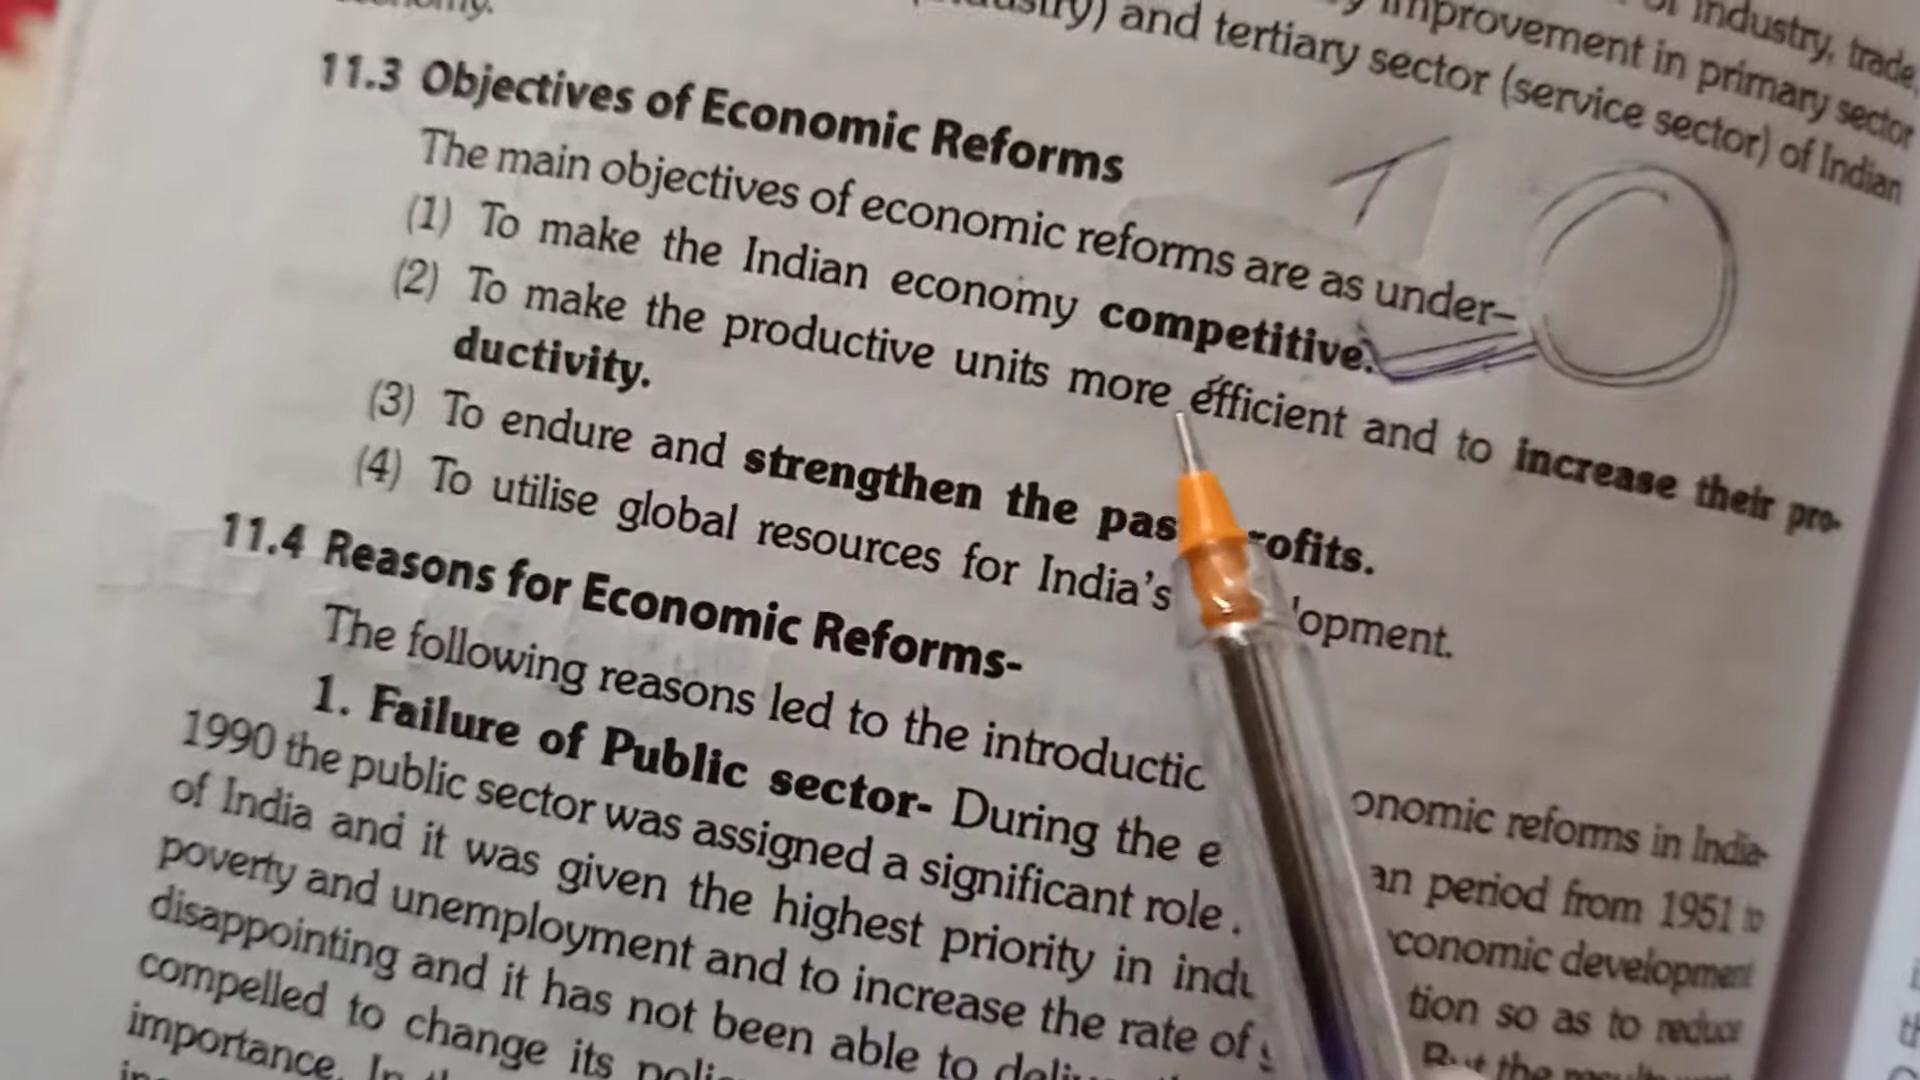 of industry, trade,
improvement in primary sector
and tertiary sector (service sector) of Indian
11.3 Objectives of Economic Reforms
The main objectives of economic reforms are as under–
(1) To make the Indian economy competitive.
(2) To make the productive units more efficient and to increase their pro-
ductivity.
(3) To endure and strengthen the pas rofits.
(4) To utilise global resources for India's lopment.
11.4 Reasons for Economic Reforms-
The following reasons led to the introductic onomic reforms in India-
1. Failure of Public sector- During the e an period from 1951 to
1990 the public sector was assigned a significant role conomic development
of India and it was given the highest priority in indu tion so as to reduce
poverty and unemployment and to increase the rate of But the
disappointing and it has not been able to
compelled to change its
importance. In